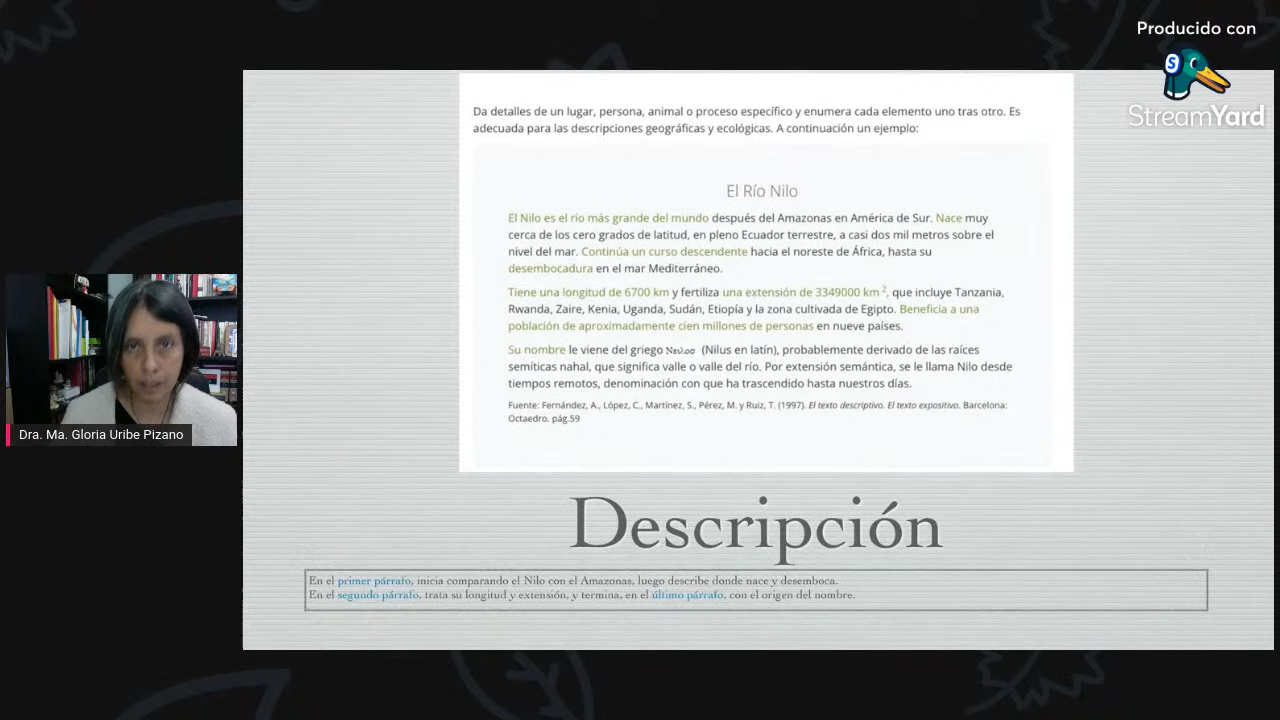 Producido con
StreamYard
Da detalles de un lugar, persona, animal o proceso específico y enumera cada elemento uno tras otro. Es
adecuada para las descripciones geográficas y ecológicas. A continuación un ejemplo:
El Río Nilo
El Nilo es el río más grande del mundo después del Amazonas en América de Sur. Nace muy
cerca de los cero grados de latitud, en pleno Ecuador terrestre, a casi dos mil metros sobre el
nivel del mar. Continúa un curso descendente hacia el noreste de África, hasta su
desembocadura en el mar Mediterráneo.
Tiene una longitud de 6700 km y fertiliza una extensión de 3349000 km², que incluye Tanzania,
Rwanda, Zaire, Kenia, Uganda, Sudán, Etiopía y la zona cultivada de Egipto. Beneficia a una
población de aproximadamente cien millones de personas en nueve países.
Su nombre le viene del griego (Nilus en latín), probablemente derivado de las raíces
semíticas nahal, que significa valle o valle del río. Por extensión semántica, se le llama Nilo desde
tiempos remotos, denominación con que ha trascendido hasta nuestros días.
Fuente: Fernández, A., López, C., Martínez, S., Pérez, M. y Ruiz, T. (1997). El texto descriptivo. El texto expositivo. Barcelona:
Octaedro. pág.59
Dra. Ma. Gloria Uribe Pizano
Descripción
En el primer párrafo, inicia comparando el Nilo con el Amazonas, luego describe donde nace y desemboca.
En el segundo párrafo, trata su longitud y extensión, y termina, en el último párrafo, con el origen del nombre.